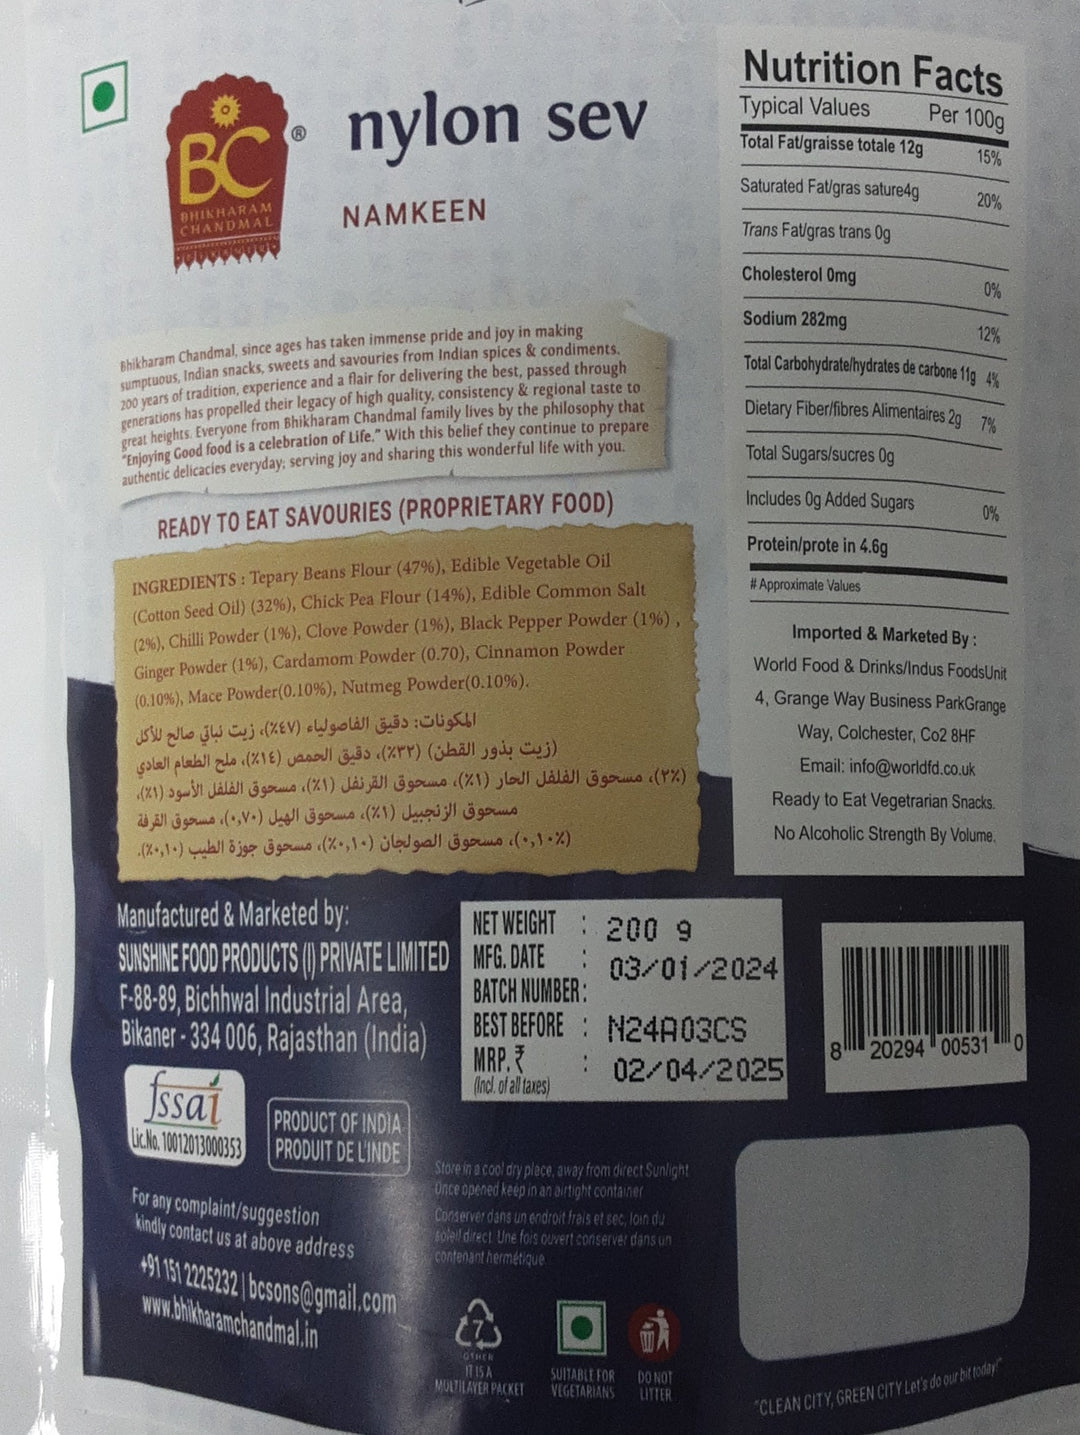 BC
®
BHIKHARAM
CHANDMAL
nylon sev
NAMKEEN
Bhikharam Chandmal, since ages has taken immense pride and joy in making
sumptuous, Indian snacks, sweets and savouries from Indian spices & condiments.
200 years of tradition, experience and a flair for delivering the best, passed through
generations has propelled their legacy of high quality, consistency & regional taste to
great heights. Everyone from Bhikharam Chandmal family lives by the philosophy that
"Enjoying Good food is a celebration of Life." With this belief they continue to prepare
authentic delicacies everyday; serving joy and sharing this wonderful life with you.
READY TO EAT SAVOURIES (PROPRIETARY FOOD)
INGREDIENTS : Tepary Beans Flour (47%), Edible Vegetable Oil
(Cotton Seed Oil) (32%), Chick Pea Flour (14%), Edible Common Salt
(2%), Chilli Powder (1%), Clove Powder (1%), Black Pepper Powder (1%) ,
Ginger Powder (1%), Cardamom Powder (0.70), Cinnamon Powder
(0.10%), Mace Powder(0.10%), Nutmeg Powder(0.10%).
المكونات: دقيق الفاصولياء (٤٧٪)، زيت نباتي صالح للأكل
(زيت بذور القطن) (٣٢٪)، دقيق الحمص (١٤٪)، ملح الطعام العادي
(٢٪)، مسحوق الفلفل الحار (١٪)، مسحوق القرنفل (١٪)، مسحوق الفلفل الأسود (١٪)،
مسحوق الزنجبيل (١٪)، مسحوق الهيل (٠,٧٠)، مسحوق القرفة
(٠,١٠٪)، مسحوق الصولجان (٠,١٠٪)، مسحوق جوزة الطيب (٠,١٠٪).
Nutrition Facts
Typical Values Per 100g
Total Fat/graisse totale 12g 15%
Saturated Fat/gras sature4g 20%
Trans Fat/gras trans 0g
Cholesterol 0mg 0%
Sodium 282mg 12%
Total Carbohydrate/hydrates de carbone 11g 4%
Dietary Fiber/fibres Alimentaires 2g 7%
Total Sugars/sucres 0g
Includes 0g Added Sugars 0%
Protein/prote in 4.6g
# Approximate Values
Imported & Marketed By :
World Food & Drinks/Indus FoodsUnit
4, Grange Way Business ParkGrange
Way, Colchester, Co2 8HF
Email: info@worldfd.co.uk
Ready to Eat Vegetrarian Snacks.
No Alcoholic Strength By Volume.
Manufactured & Marketed by:
SUNSHINE FOOD PRODUCTS (I) PRIVATE LIMITED
F-88-89, Bichhwal Industrial Area,
Bikaner - 334 006, Rajasthan (India)
NET WEIGHT : 200 g
MFG. DATE : 03/01/2024
BATCH NUMBER :
BEST BEFORE : N24A03CS
MRP. ₹ : 02/04/2025
(Incl. of all taxes)
8 20294 00531 0
fssai
Lic.No. 10012013000353
PRODUCT OF INDIA
PRODUIT DE L'INDE
For any complaint/suggestion
kindly contact us at above address
+91 151 2225232 | bcsons@gmail.com
www.bhikharamchandmal.in
Store in a cool dry place, away from direct Sunlight
Once opened keep in an airtight container
Conserver dans un endroit frais et sec, loin du
soleil direct. Une fois ouvert conserver dans un
contenant hermétique.
7
OTHER
IT IS A
MULTILAYER PACKET
SUITABLE FOR
VEGETARIANS
DO NOT
LITTER
"CLEAN CITY, GREEN CITY Let's do our bit today!"